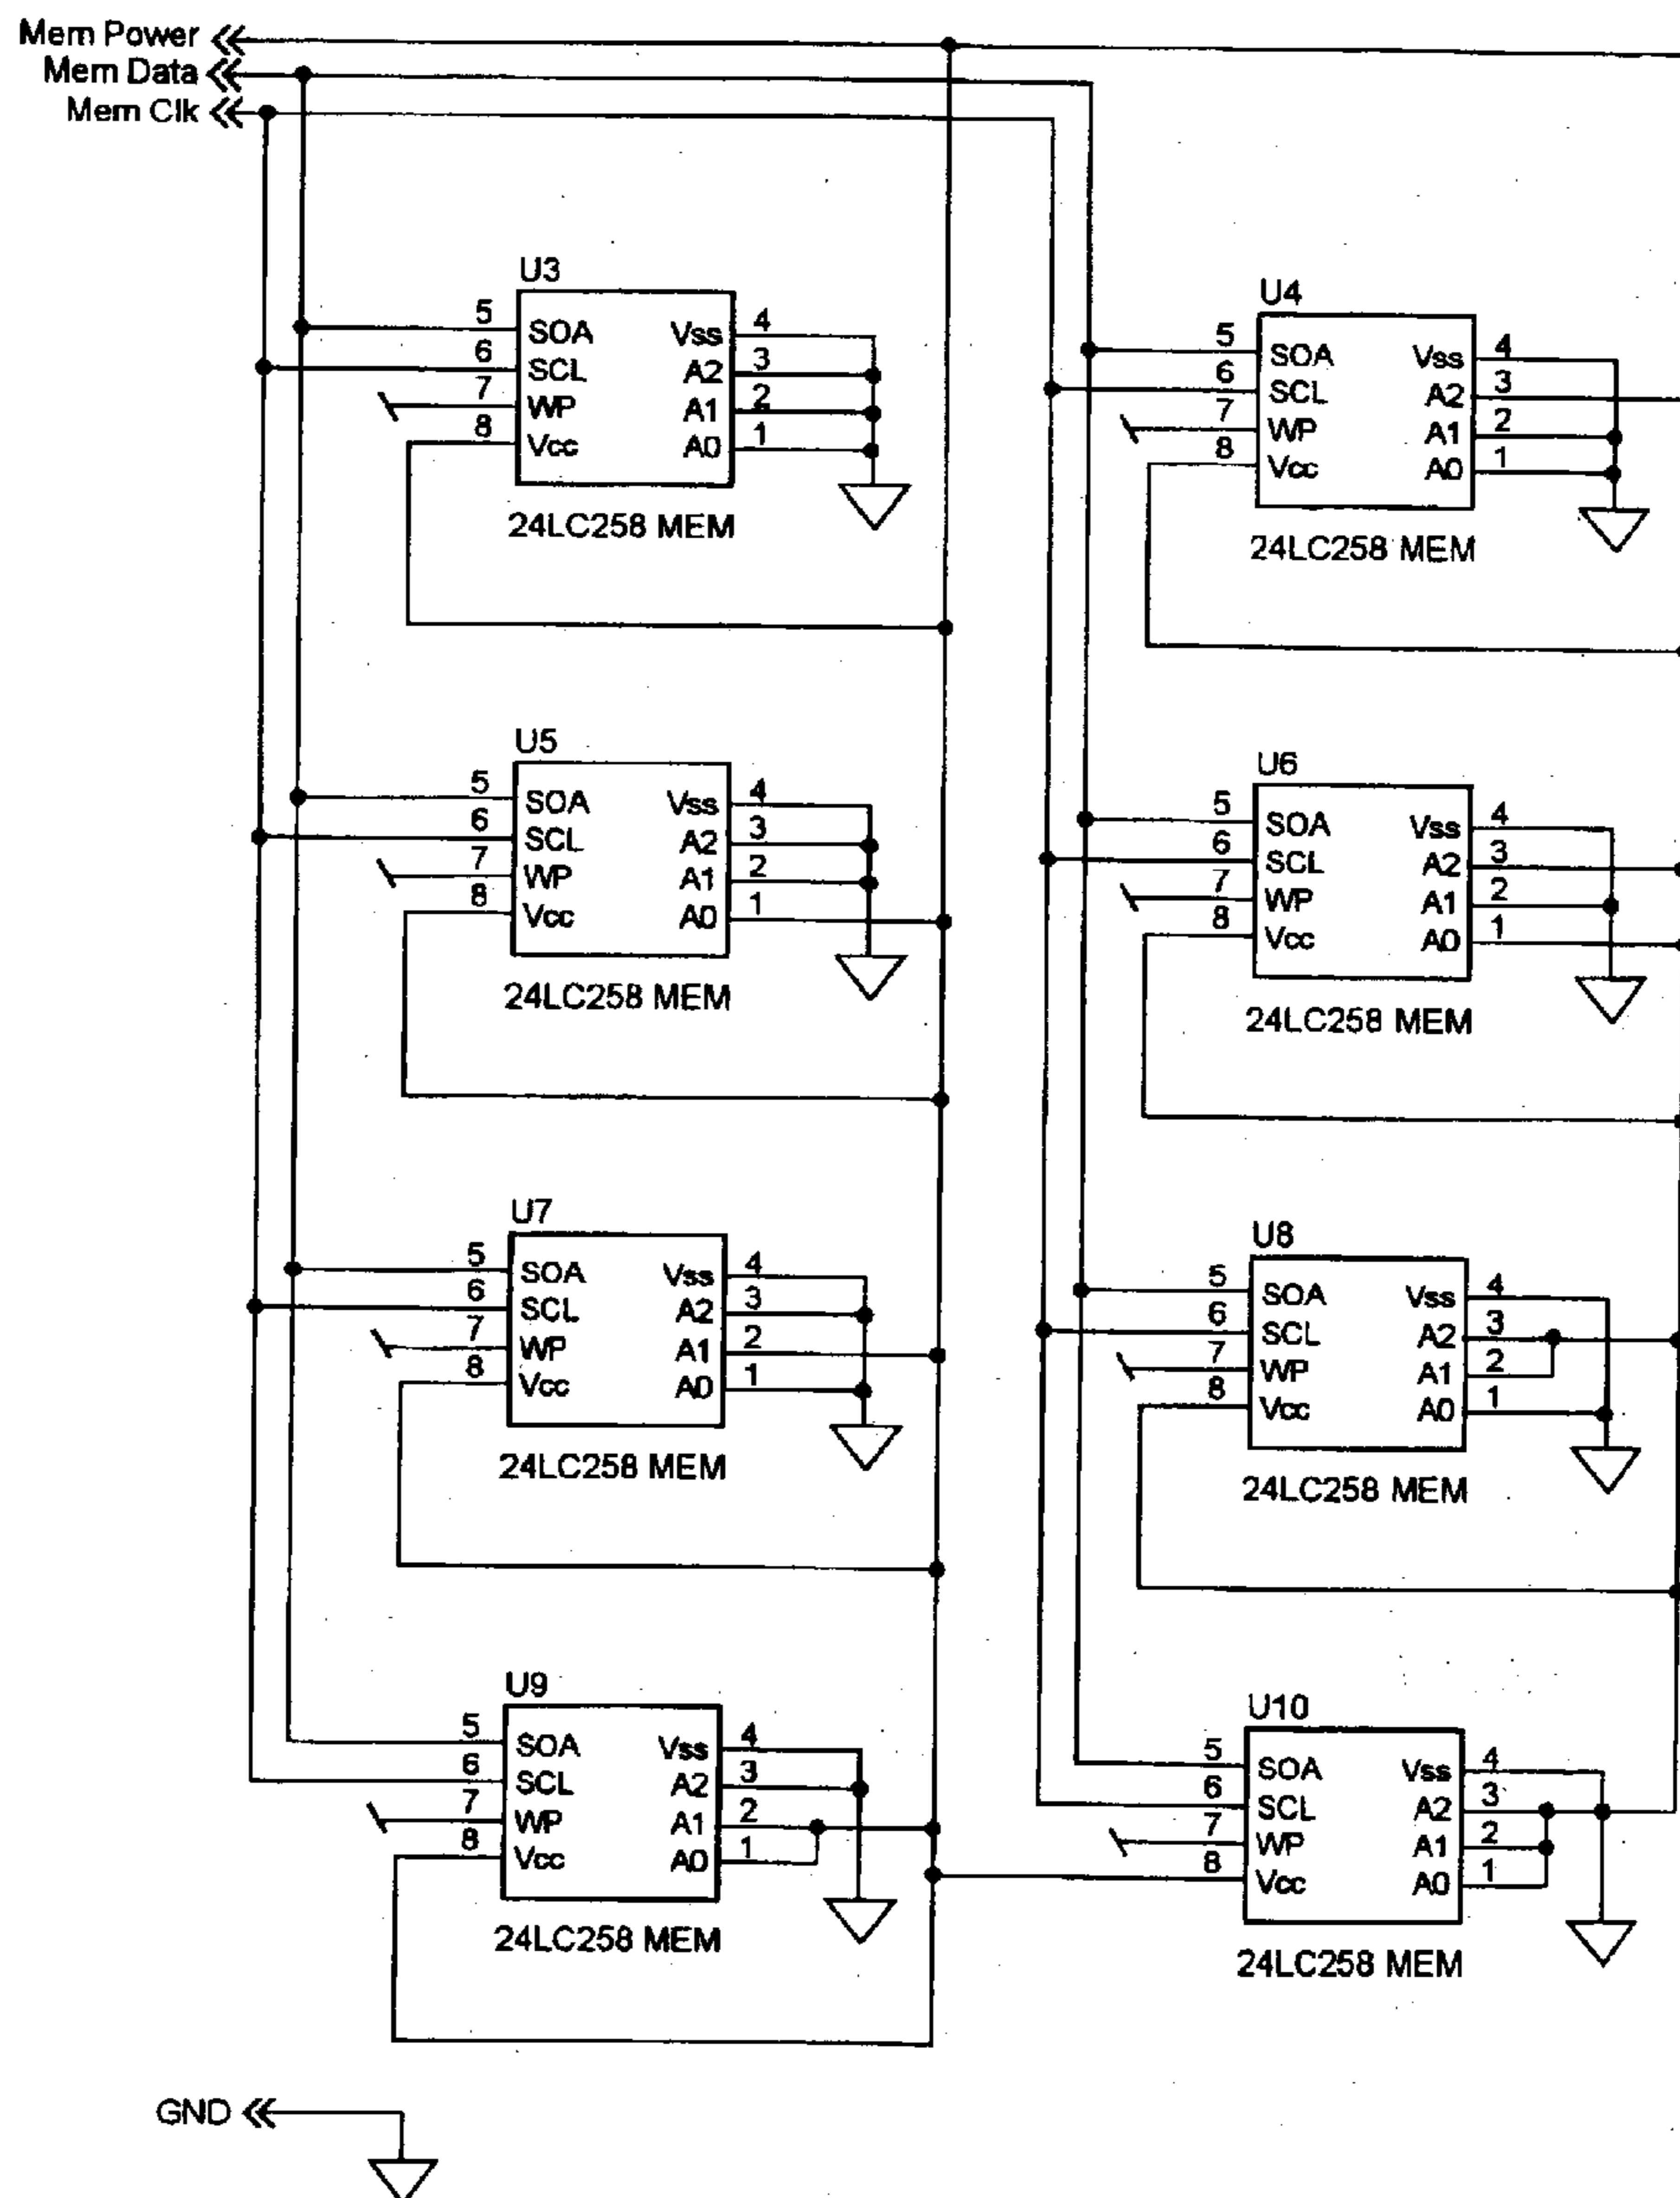 Mem Power
Mem Data
Mem Clk
U3
5 SOA Vss 4
6 SCL A2 3
7 WP A1 2
8 Vcc A0 1
24LC258 MEM
U4
5 SOA Vss 4
6 SCL A2 3
7 WP A1 2
8 Vcc A0 1
24LC258 MEM
U5
5 SOA Vss 4
6 SCL A2 3
7 WP A1 2
8 Vcc A0 1
24LC258 MEM
U6
5 SOA Vss 4
6 SCL A2 3
7 WP A1 2
8 Vcc A0 1
24LC258 MEM
U7
5 SOA Vss 4
6 SCL A2 3
7 WP A1 2
8 Vcc A0 1
24LC258 MEM
U8
5 SOA Vss 4
6 SCL A2 3
7 WP A1 2
8 Vcc A0 1
24LC258 MEM
U9
5 SOA Vss 4
6 SCL A2 3
7 WP A1 2
8 Vcc A0 1
24LC258 MEM
U10
5 SOA Vss 4
6 SCL A2 3
7 WP A1 2
8 Vcc A0 1
24LC258 MEM
GND